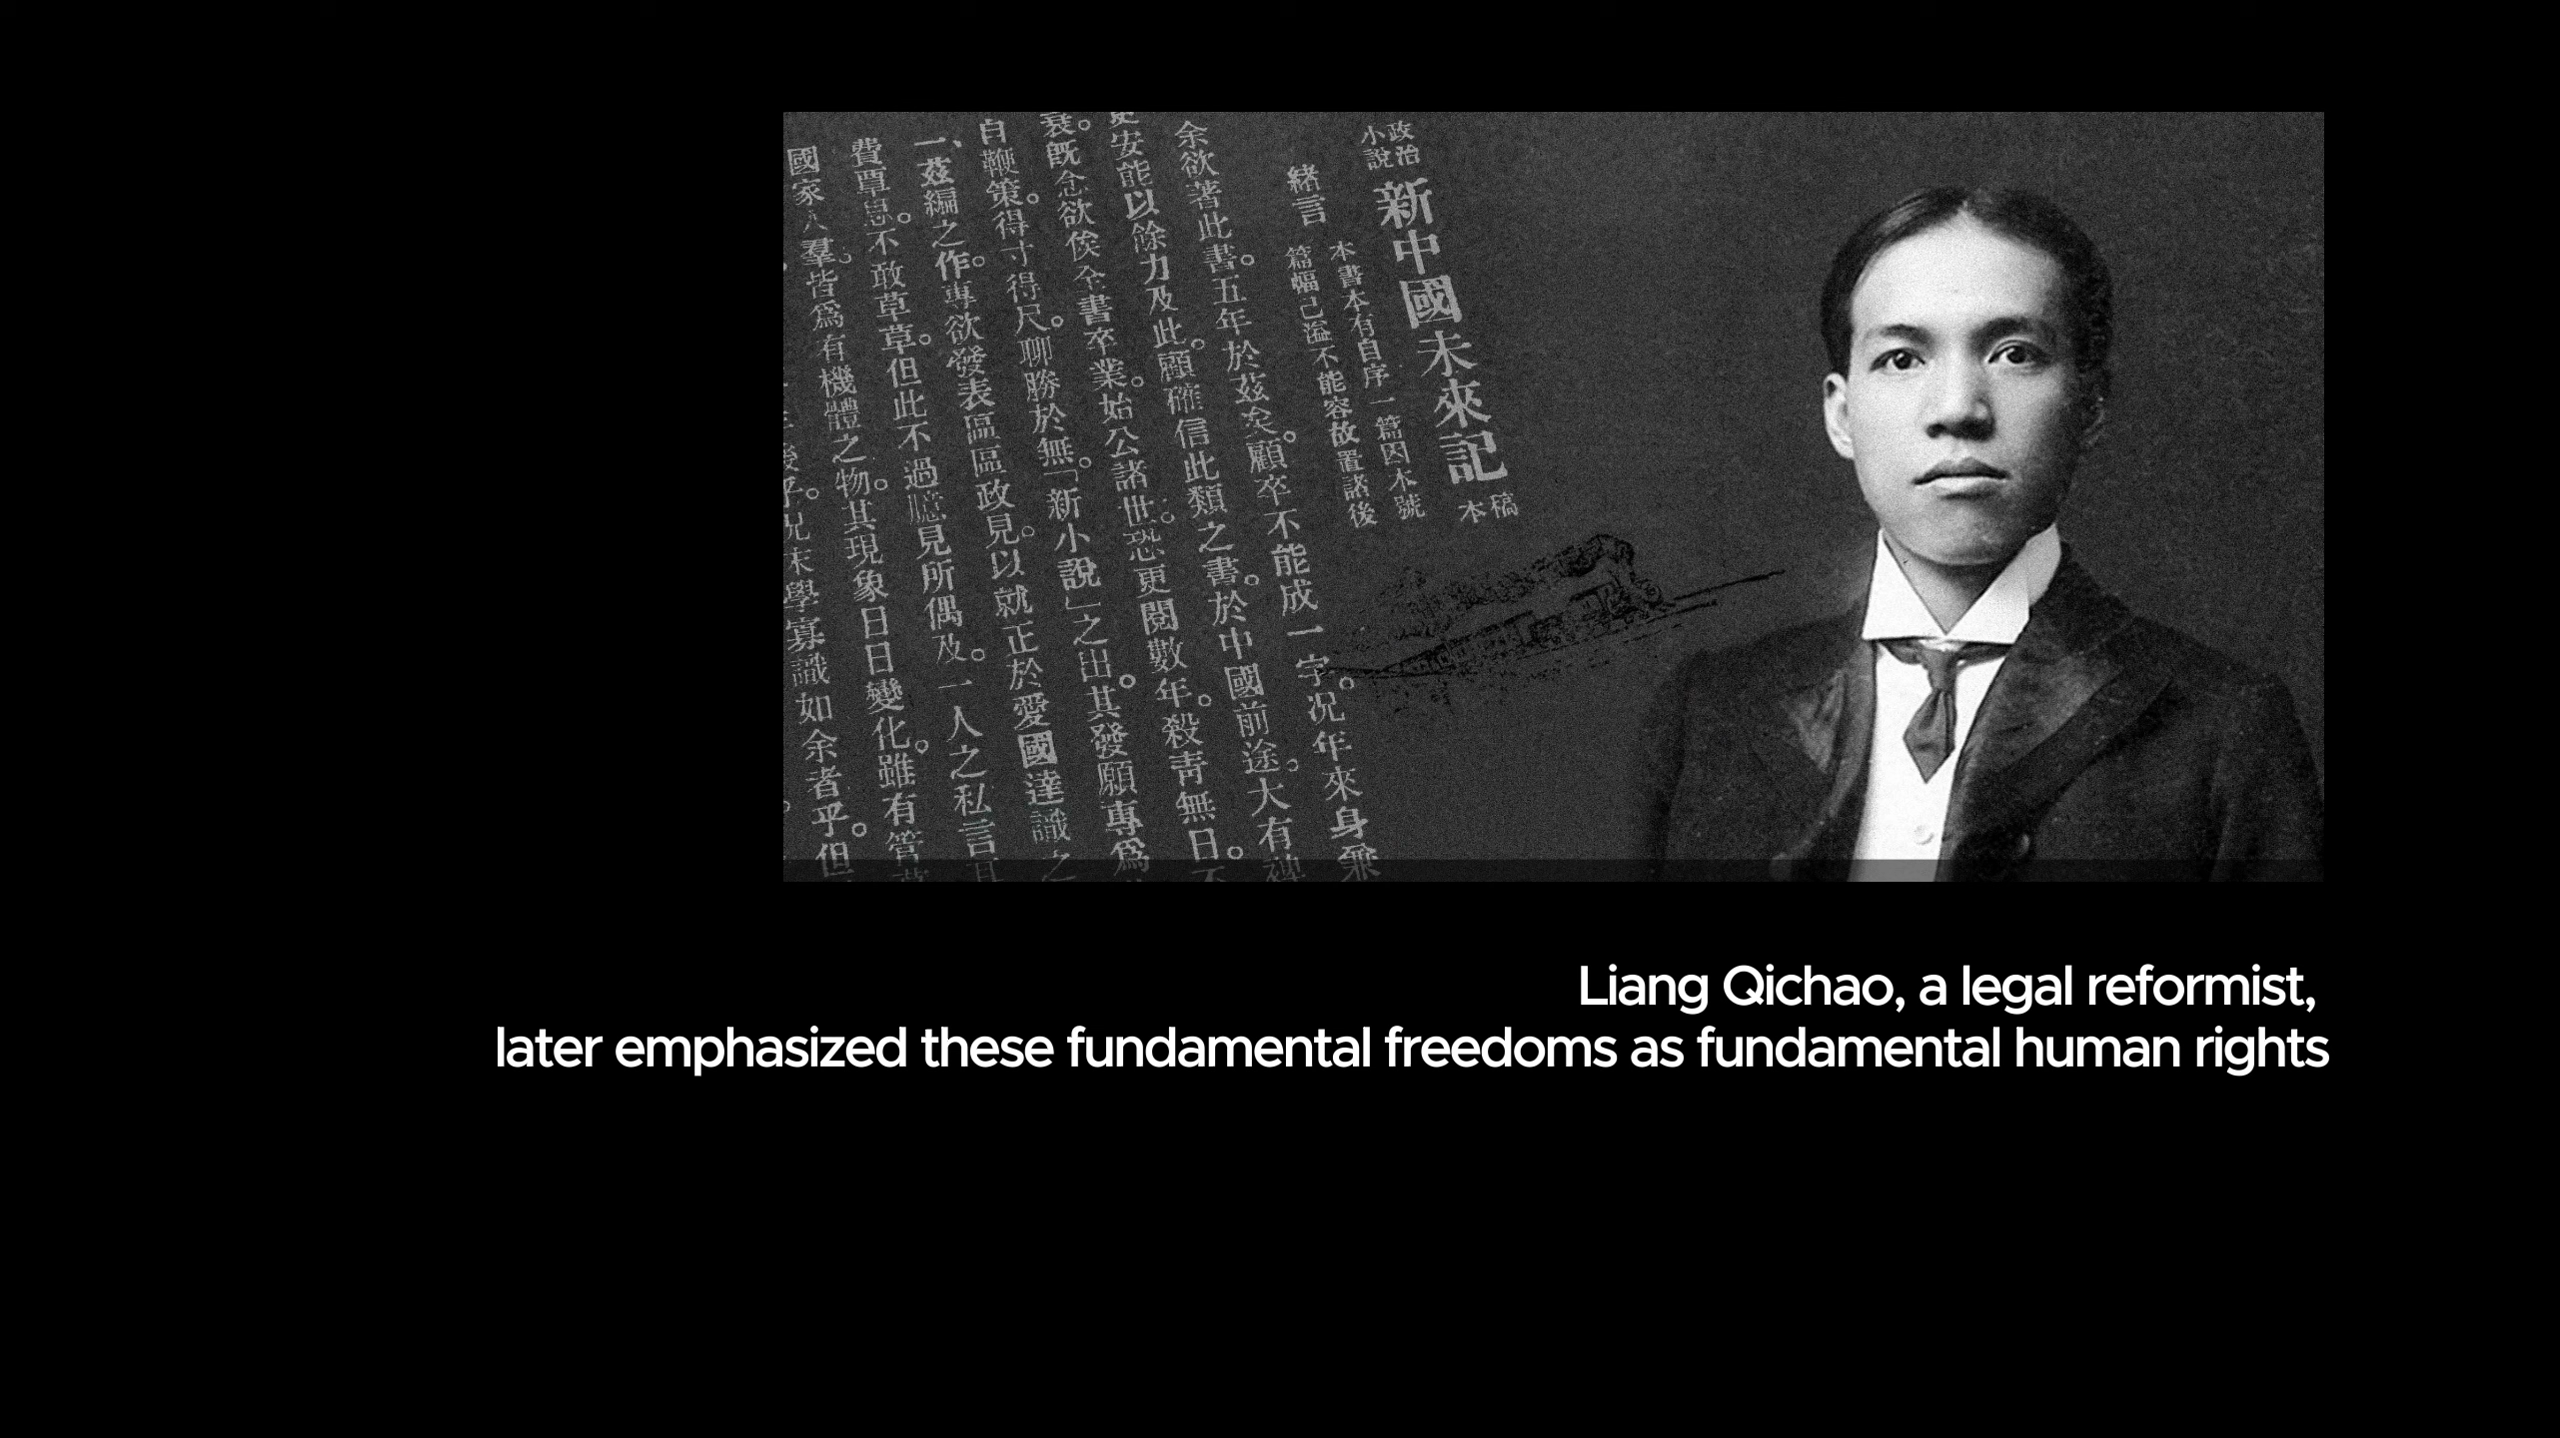 政治小說
新中國未來記
稿本
緒言
本書本有自序一篇因本號
篇幅已溢不能容故置諸後
余欲著此書。五年於茲矣。顧卒不能成一字。况年來身兼
更安能以餘力及此。顧確信此類之書。於中國前途。大有裨
衰。旣念欲俟全書卒業。始公諸世。恐更閱數年。殺靑無日。不
自鞭策。得寸得尺。聊勝於無。「新小說」之出。其發願專爲
一、茲編之作。專欲發表區區政見。以就正於愛國達識之
費覃思。不敢草草。但此不過臆見所偶及。一人之私言
國家人羣。皆爲有機體之物。其現象日日變化。雖有管
後乎。况末學寡識如余者乎。但
Liang Qichao, a legal reformist,
later emphasized these fundamental freedoms as fundamental human rights